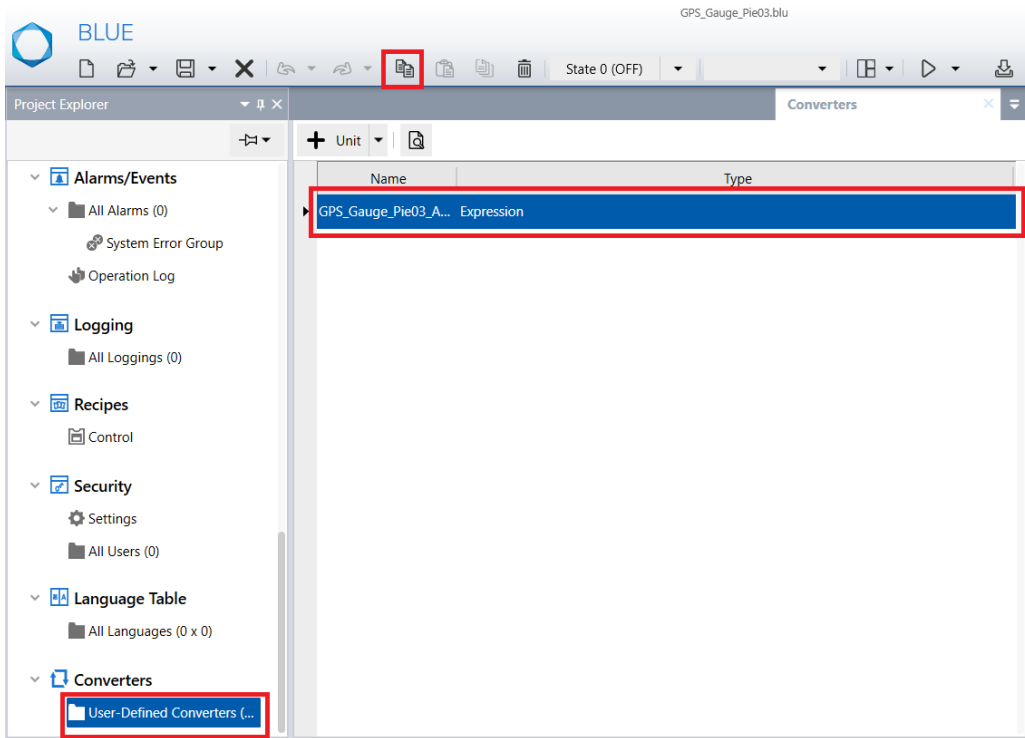 GPS_Gauge_Pie03.blu
BLUE
State 0 (OFF)
Project Explorer
Converters
Unit
Name Type
GPS_Gauge_Pie03_A... Expression
Alarms/Events
All Alarms (0)
System Error Group
Operation Log
Logging
All Loggings (0)
Recipes
Control
Security
Settings
All Users (0)
Language Table
All Languages (0 x 0)
Converters
User-Defined Converters (...